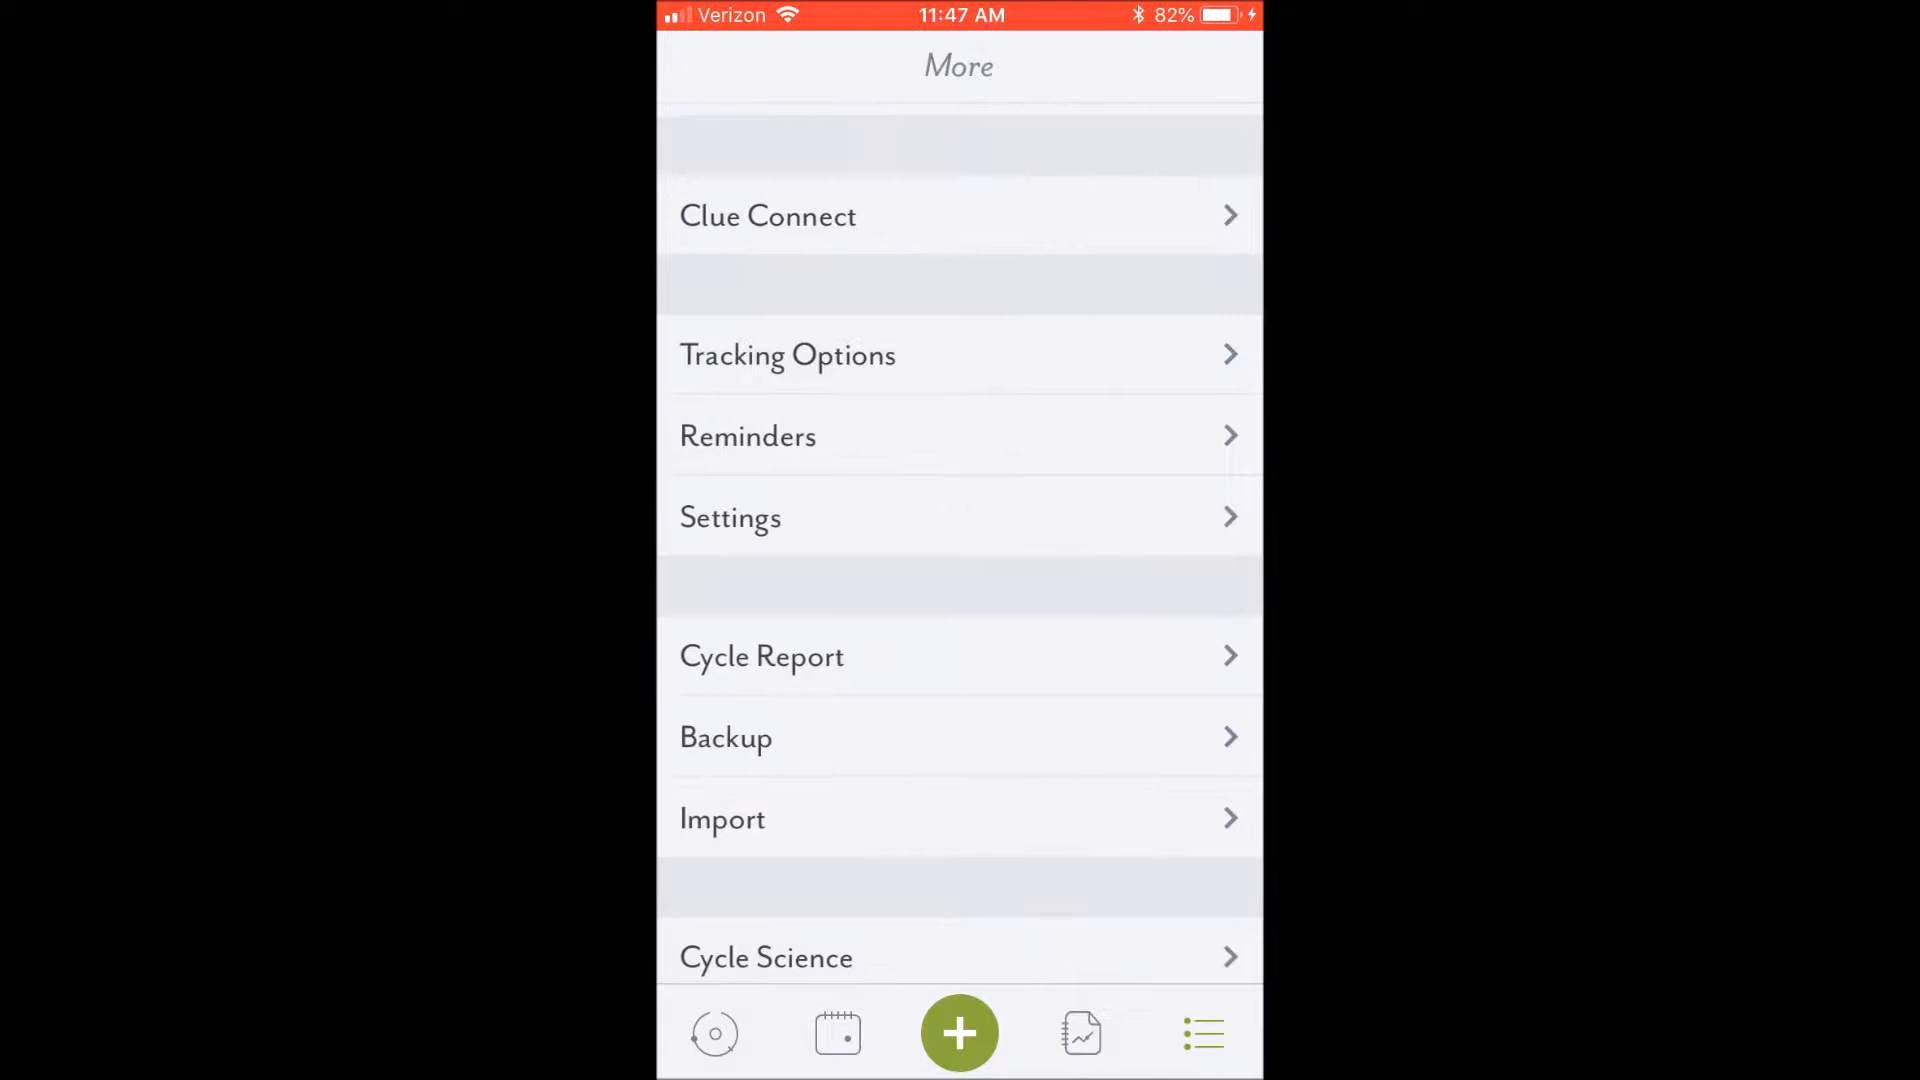 Verizon 11:47 AM 82%
More
Clue Connect
Tracking Options
Reminders
Settings
Cycle Report
Backup
Import
Cycle Science